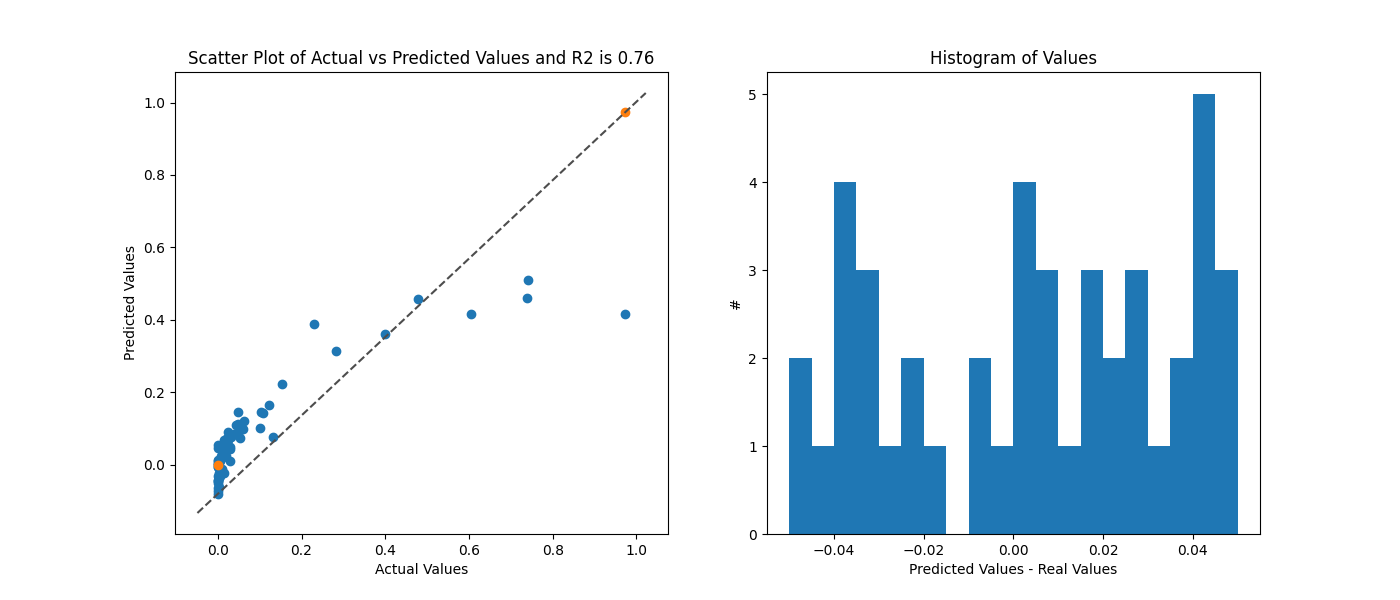 Scatter Plot of Actual vs Predicted Values and R2 is 0.76
1.0
0.8
0.6
0.4
0.2
0.0
Predicted Values
0.0 0.2 0.4 0.6 0.8 1.0
Actual Values
Histogram of Values
5
4
3
2
1
0
#
−0.04 −0.02 0.00 0.02 0.04
Predicted Values - Real Values